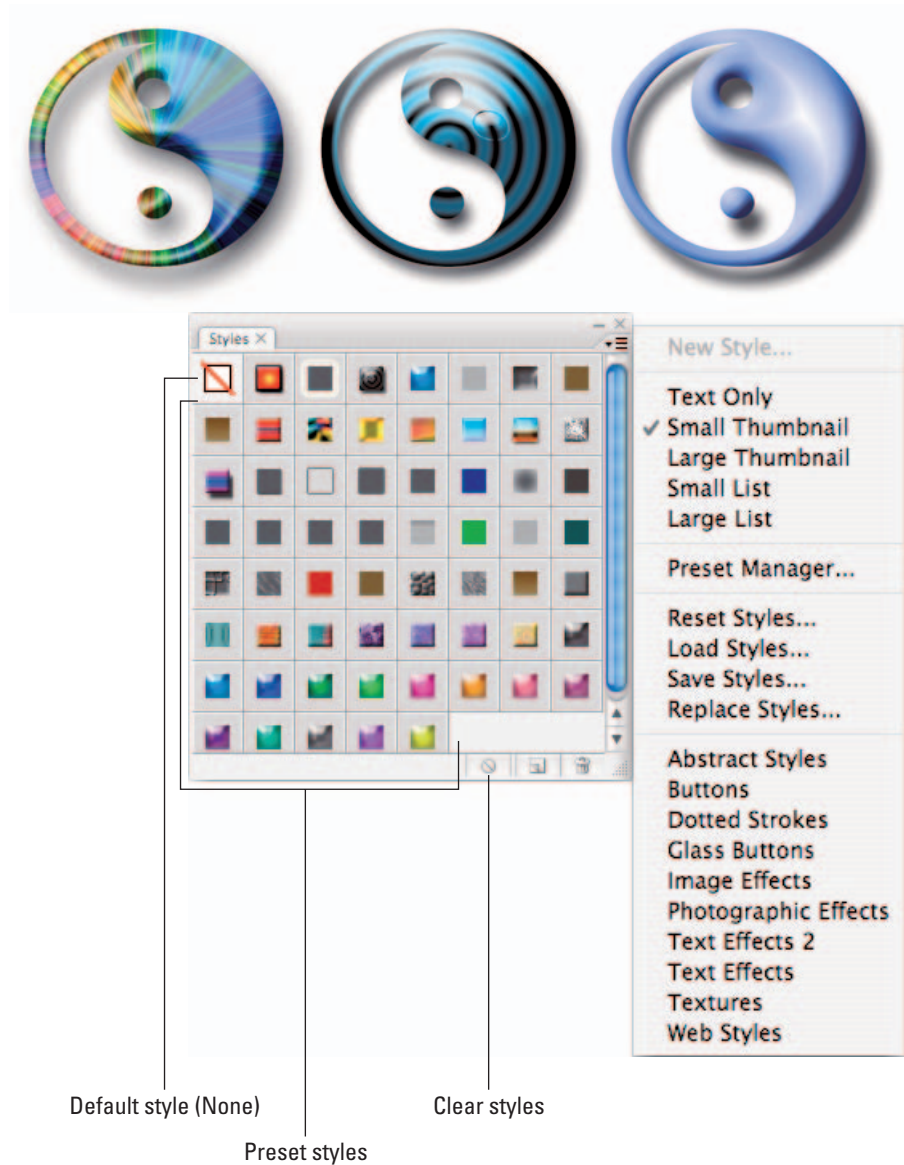 Styles
New Style...
Text Only
Small Thumbnail
Large Thumbnail
Small List
Large List
Preset Manager...
Reset Styles...
Load Styles...
Save Styles...
Replace Styles...
Abstract Styles
Buttons
Dotted Strokes
Glass Buttons
Image Effects
Photographic Effects
Text Effects 2
Text Effects
Textures
Web Styles
Default style (None)
Clear styles
Preset styles